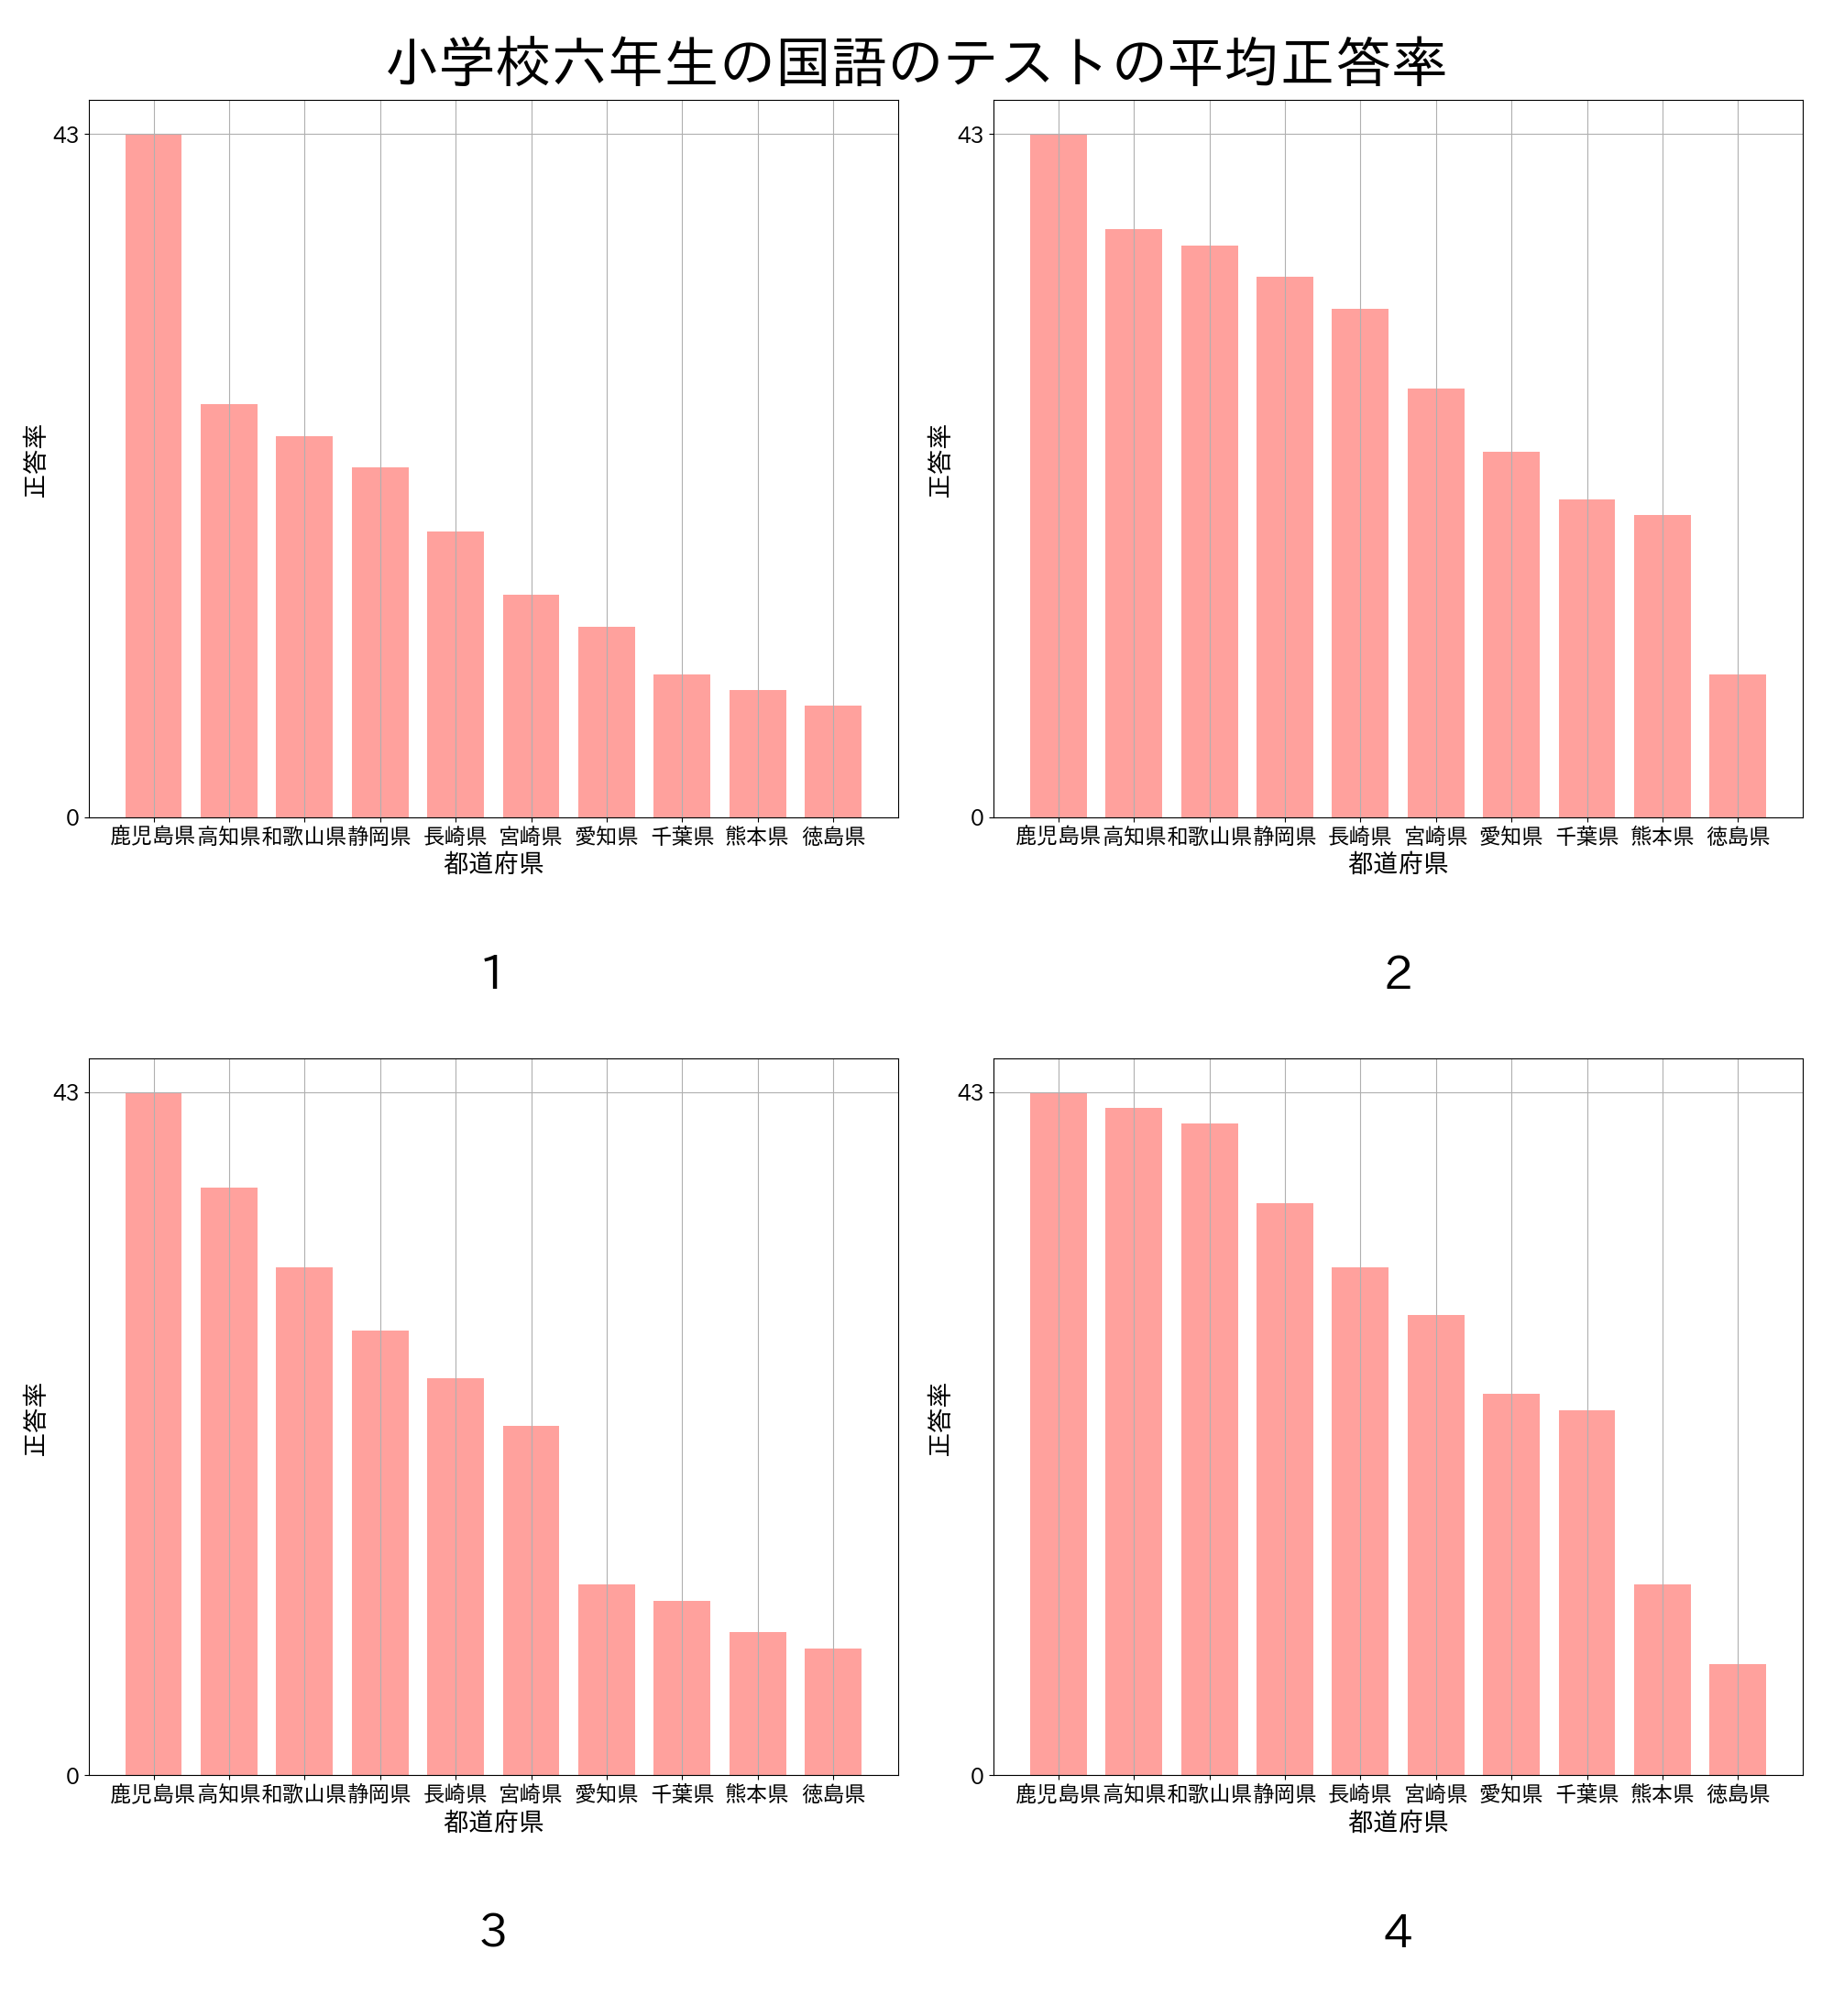 小学校六年生の国語のテストの平均正答率
43
正答率
0
鹿児島県 高知県 和歌山県 静岡県 長崎県 宮崎県 愛知県 千葉県 熊本県 徳島県
都道府県
1
43
正答率
0
鹿児島県 高知県 和歌山県 静岡県 長崎県 宮崎県 愛知県 千葉県 熊本県 徳島県
都道府県
2
43
正答率
0
鹿児島県 高知県 和歌山県 静岡県 長崎県 宮崎県 愛知県 千葉県 熊本県 徳島県
都道府県
3
43
正答率
0
鹿児島県 高知県 和歌山県 静岡県 長崎県 宮崎県 愛知県 千葉県 熊本県 徳島県
都道府県
4